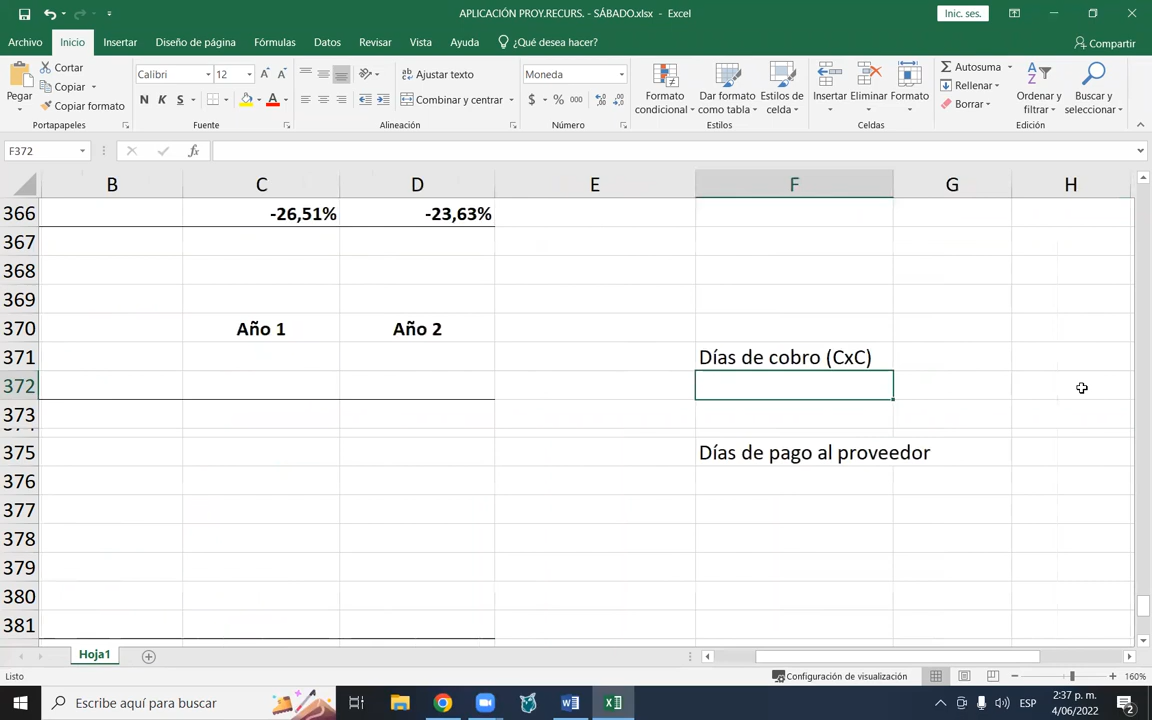 APLICACIÓN PROY.RECURS. - SÁBADO.xlsx - Excel
Inic. ses.
Archivo Inicio Insertar Diseño de página Fórmulas Datos Revisar Vista Ayuda ¿Qué desea hacer? Compartir
Pegar
Cortar
Copiar
Copiar formato
Portapapeles
Calibri 12
N K S
Fuente
Ajustar texto
Combinar y centrar
Alineación
Moneda
$ % 000
Número
Formato condicional
Dar formato como tabla
Estilos de celda
Estilos
Insertar
Eliminar
Formato
Celdas
Autosuma
Rellenar
Borrar
Ordenar y filtrar
Buscar y seleccionar
Edición
F372
fx
B C D E F G H
366 -26,51% -23,63%
367
368
369
370 Año 1 Año 2
371 Días de cobro (CxC)
372
373
375 Días de pago al proveedor
376
377
378
379
380
381
Hoja1
Listo
Configuración de visualización
160%
Escribe aquí para buscar
ESP
2:37 p. m.
4/06/2022
2